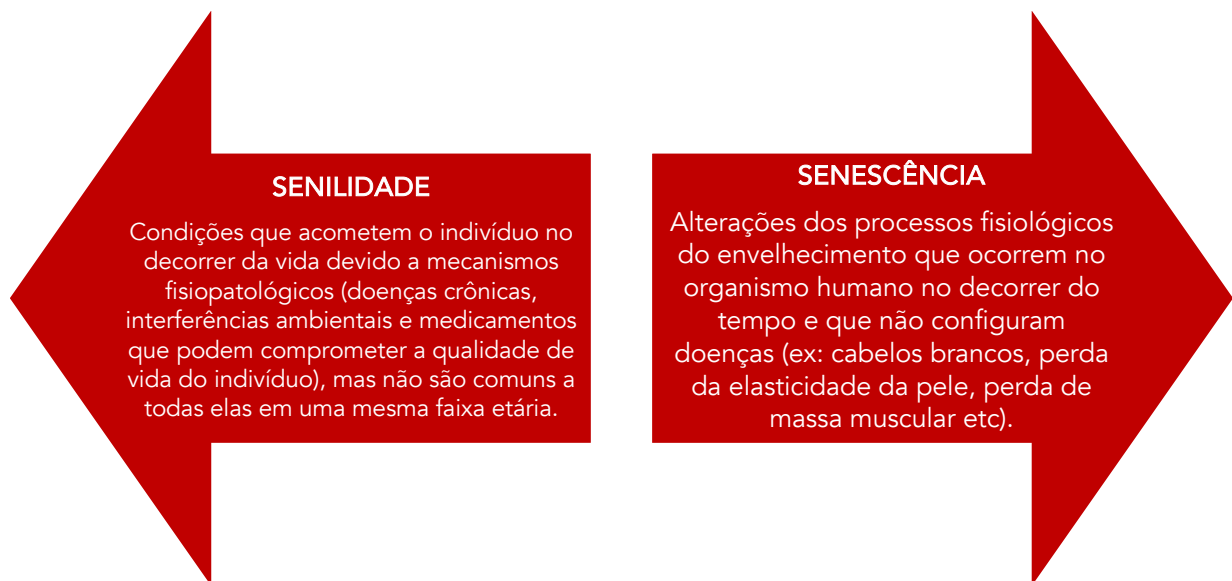 SENILIDADE
Condições que acometem o indivíduo no
decorrer da vida devido a mecanismos
fisiopatológicos (doenças crônicas,
interferências ambientais e medicamentos
que podem comprometer a qualidade de
vida do indivíduo), mas não são comuns a
todas elas em uma mesma faixa etária.
SENESCÊNCIA
Alterações dos processos fisiológicos
do envelhecimento que ocorrem no
organismo humano no decorrer do
tempo e que não configuram
doenças (ex: cabelos brancos, perda
da elasticidade da pele, perda de
massa muscular etc).